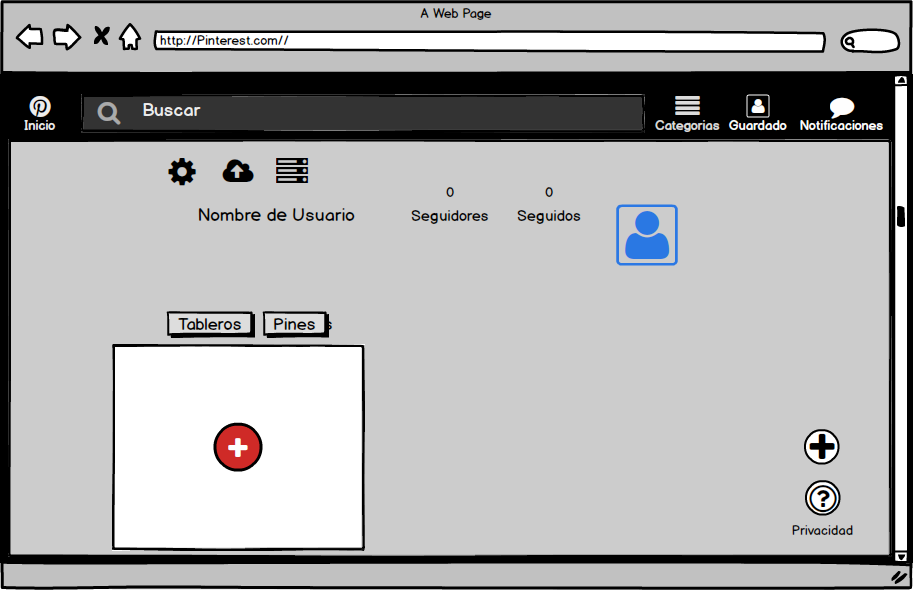 A Web Page
http://Pinterest.com//
Buscar
Inicio
Categorias
Guardado
Notificaciones
0
0
Nombre de Usuario
Seguidores
Seguidos
Tableros
Pines
Privacidad